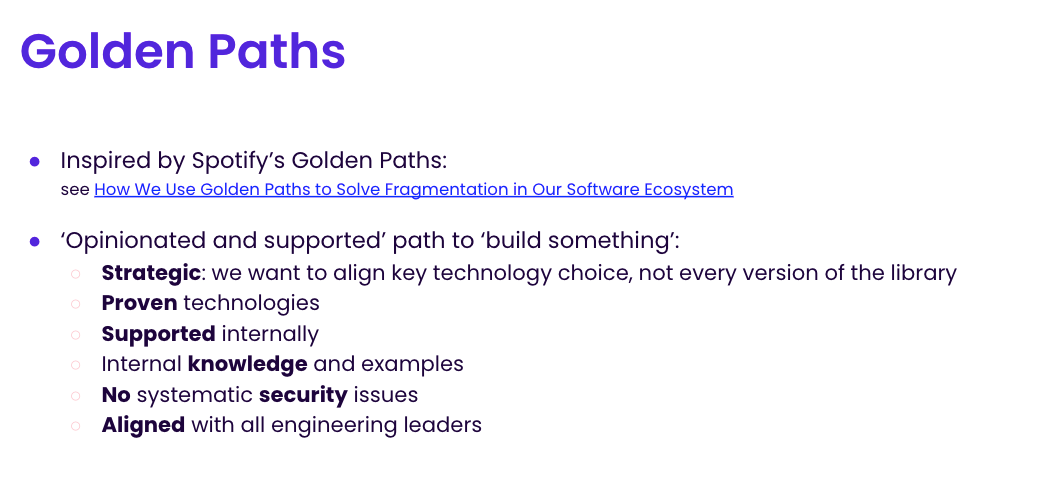 Golden Paths
● Inspired by Spotify’s Golden Paths:
see How We Use Golden Paths to Solve Fragmentation in Our Software Ecosystem
● ‘Opinionated and supported’ path to ‘build something’:
○ Strategic: we want to align key technology choice, not every version of the library
○ Proven technologies
○ Supported internally
○ Internal knowledge and examples
○ No systematic security issues
○ Aligned with all engineering leaders